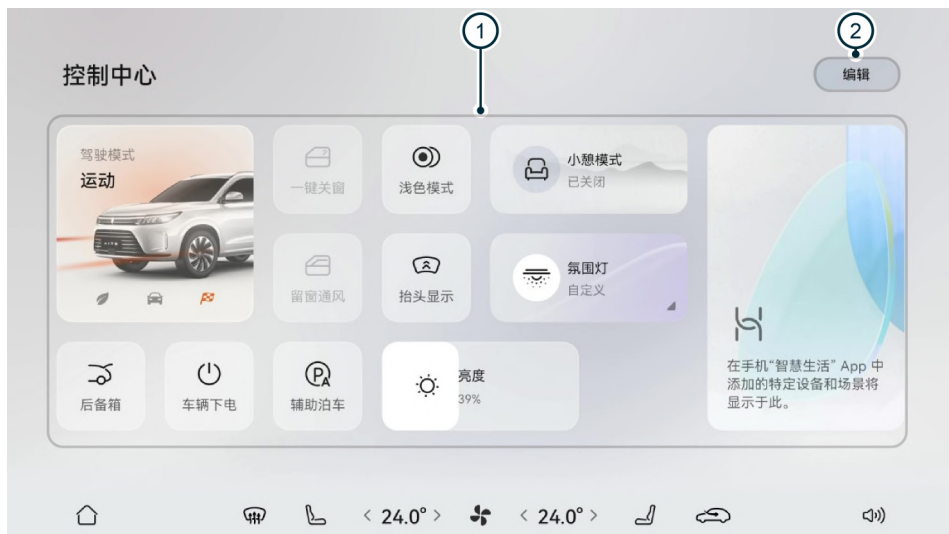 1
2
控制中心
编辑
驾驶模式
运动
一键关窗
浅色模式
小憩模式
已关闭
留窗通风
抬头显示
氛围灯
自定义
后备箱
车辆下电
辅助泊车
亮度
39%
在手机“智慧生活” App 中
添加的特定设备和场景将
显示于此。
< 24.0° >
< 24.0° >